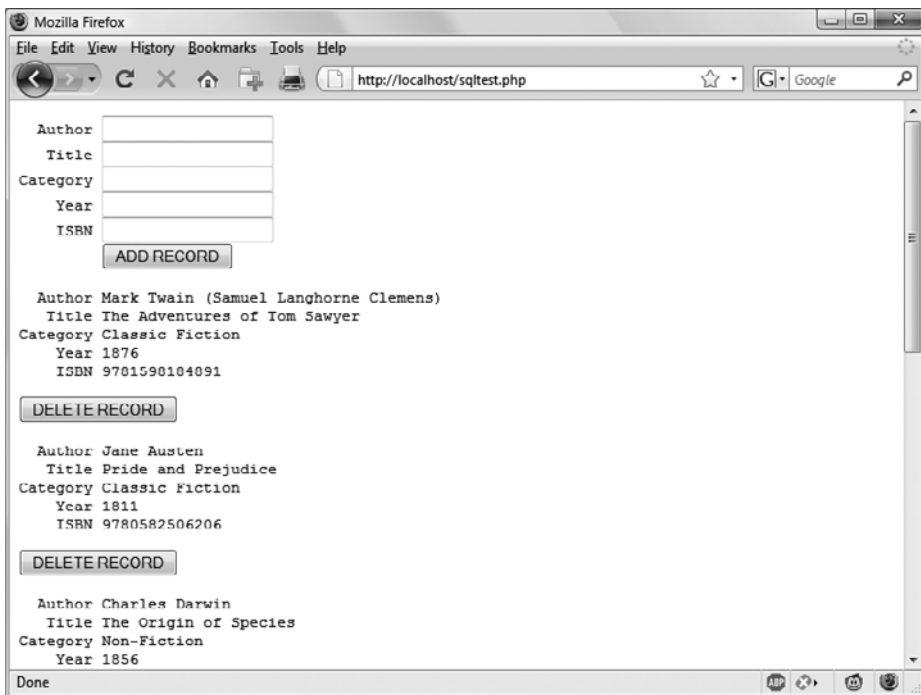 Mozilla Firefox
File Edit View History Bookmarks Tools Help
http://localhost/sqltest.php
G Google
Author
Title
Category
Year
ISBN
ADD RECORD
Author Mark Twain (Samuel Langhorne Clemens)
Title The Adventures of Tom Sawyer
Category Classic Fiction
Year 1876
ISBN 9781598184891
DELETE RECORD
Author Jane Austen
Title Pride and Prejudice
Category Classic Fiction
Year 1811
ISBN 9780582506206
DELETE RECORD
Author Charles Darwin
Title The Origin of Species
Category Non-Fiction
Year 1856
Done
ABP